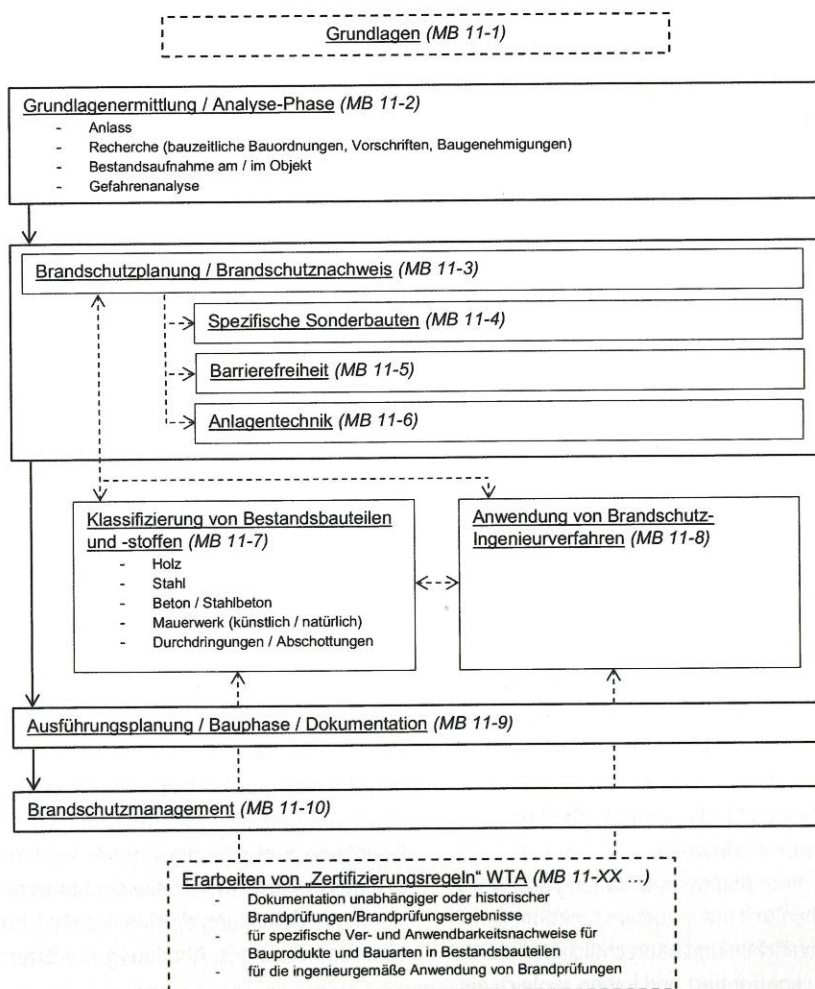 Grundlagen (MB 11-1)
Grundlagenermittlung / Analyse-Phase (MB 11-2)
- Anlass
- Recherche (bauzeitliche Bauordnungen, Vorschriften, Baugenehmigungen)
- Bestandsaufnahme am / im Objekt
- Gefahrenanalyse
Brandschutzplanung / Brandschutznachweis (MB 11-3)
Spezifische Sonderbauten (MB 11-4)
Barrierefreiheit (MB 11-5)
Anlagentechnik (MB 11-6)
Klassifizierung von Bestandsbauteilen
und -stoffen (MB 11-7)
- Holz
- Stahl
- Beton / Stahlbeton
- Mauerwerk (künstlich / natürlich)
- Durchdringungen / Abschottungen
Anwendung von Brandschutz-
Ingenieurverfahren (MB 11-8)
Ausführungsplanung / Bauphase / Dokumentation (MB 11-9)
Brandschutzmanagement (MB 11-10)
Erarbeiten von „Zertifizierungsregeln“ WTA (MB 11-XX ...)
- Dokumentation unabhängiger oder historischer
Brandprüfungen/Brandprüfungsergebnisse
- für spezifische Ver- und Anwendbarkeitsnachweise für
Bauprodukte und Bauarten in Bestandsbauteilen
- für die ingenieurgemäße Anwendung von Brandprüfungen